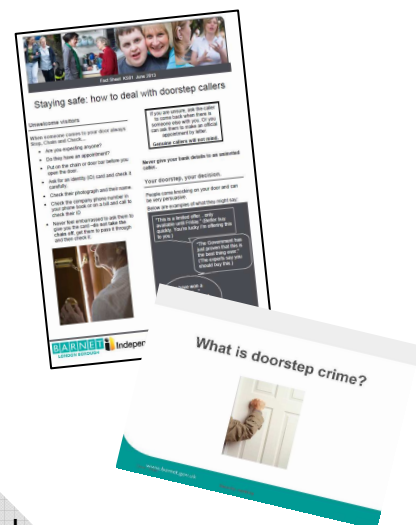 Fact Sheet KS01 June 2013
Staying safe: how to deal with doorstep callers
Unwelcome visitors
When someone comes to your door always
Stop, Chain and Check...
Are you expecting anyone?
Do they have an appointment?
Put on the chain or door bar before you
open the door.
Ask for an identity (ID) card and check it
carefully.
Check their photograph and their name.
Check the company phone number in
your phone book or on a bill and call to
check their ID
Never feel embarrassed to ask them to
give you the card – do not take the
chain off, get them to pass it through
and then check it.
If you are unsure, ask the caller
to come back when there is
someone else with you. Or you
can ask them to make an official
appointment by letter.
Genuine callers will not mind.
Never give your bank details to an uninvited
caller.
Your doorstep, your decision.
People come knocking on your door and can
be very persuasive.
Below are examples of what they might say:
"This is a limited offer, only
available until Friday." (Better buy
quickly. You're lucky I'm offering this
to you.)
"The Government has
just proven that this is
the best thing ever."
(The experts say you
should buy this.)
BARNET
LONDON BOROUGH
Indepen
What is doorstep crime?
www.barnet.gov.uk